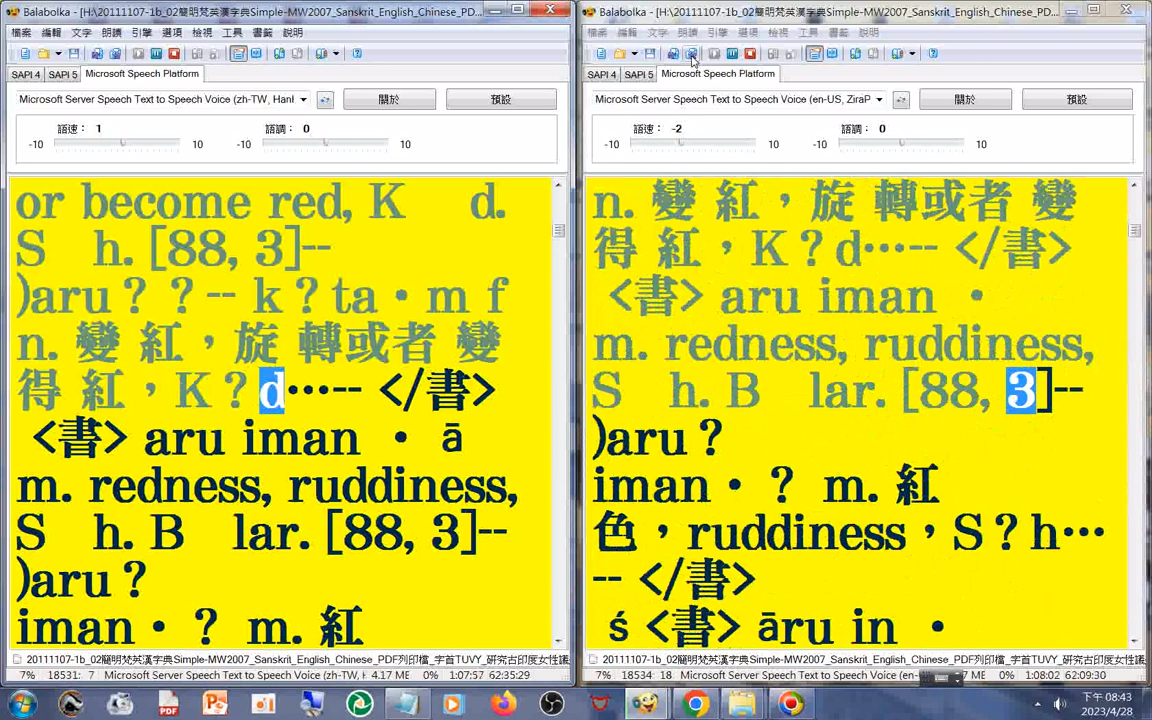 Balabolka - [H:\20111107-1b_02簡明梵英漢字典Simple-MW2007_Sanskrit_English_Chinese_PD...
檔案 編輯 文字 朗讀 引擎 選項 檢視 工具 書籤 說明
SAPI 4 SAPI 5 Microsoft Speech Platform
Microsoft Server Speech Text to Speech Voice (zh-TW, Hanl 關於 預設
語速： 1 語調： 0
-10 10 -10 10
or become red, K d.
S h. [88, 3]--
)aru？？-- k？ta・m f
n. 變 紅，旋 轉或者 變
得 紅，K？d…-- </書>
<書> aru iman ・ ā
m. redness, ruddiness,
S h. B lar. [88, 3]--
)aru？
iman・？ m. 紅
20111107-1b_02簡明梵英漢字典Simple-MW2007_Sanskrit_English_Chinese_PDF列印檔_字首TUVY_研究古印度女性議
7% 18531: 7 Microsoft Server Speech Text to Speech Voice (zh-TW, H 4.17 ME 0% 1:07:57 62:35:29
Balabolka - [H:\20111107-1b_02簡明梵英漢字典Simple-MW2007_Sanskrit_English_Chinese_PD...
檔案 編輯 文字 朗讀 引擎 選項 檢視 工具 書籤 說明
SAPI 4 SAPI 5 Microsoft Speech Platform
Microsoft Server Speech Text to Speech Voice (en-US, ZiraP 關於 預設
語速： -2 語調： 0
-10 10 -10 10
n. 變 紅，旋 轉或者 變
得 紅，K？d…-- </書>
<書> aru iman ・
m. redness, ruddiness,
S h. B lar. [88, 3]--
)aru？
iman・？ m. 紅
色，ruddiness，S？h…
-- </書>
ś <書> āru in ・
20111107-1b_02簡明梵英漢字典Simple-MW2007_Sanskrit_English_Chinese_PDF列印檔_字首TUVY_研究古印度女性議
7% 18534: 18 Microsoft Server Speech Text to Speech Voice (en- ME 0% 1:08:02 62:09:30
下午 08:43
2023/4/28